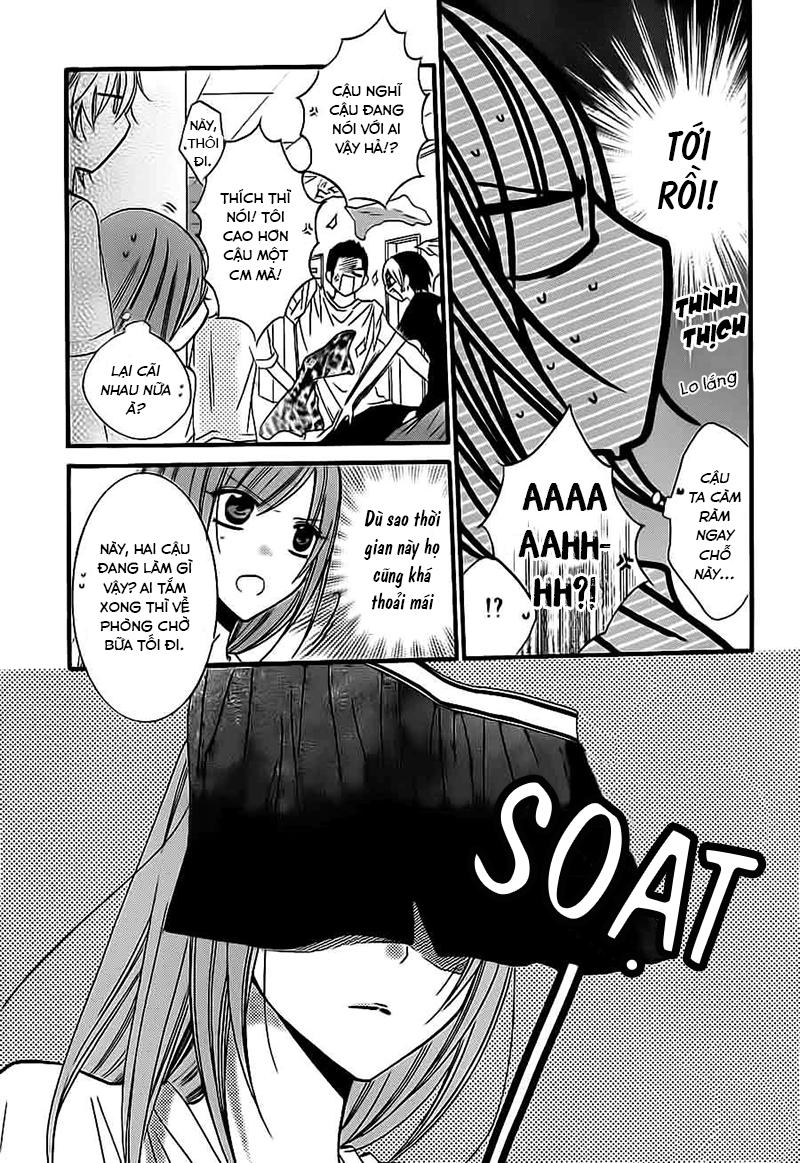 TỚI
RỒI!
THÌNH
THỊCH
Lo lắng
CẬU
TA CẰM
RẰM NGAY
CHỖ
NÀY...
AAAA
AAHH-
HH?!
!?
CẬU NGHĨ
CẬU ĐANG
NÓI VỚI AI
VẬY HẢ!?
NÀY,
THÔI
ĐI.
THÍCH THÌ
NÓI! TÔI
CAO HƠN
CẬU MỘT
CM MÀ!
LẠI CÃI
NHAU NỮA
À?
Dù sao thời
gian này họ
cũng khá
thoải mái
NÀY, HAI CẬU
ĐANG LÀM GÌ
VẬY? AI TẮM
XONG THÌ VỀ
PHÒNG CHỜ
BỮA TỐI ĐI.
SOẠT